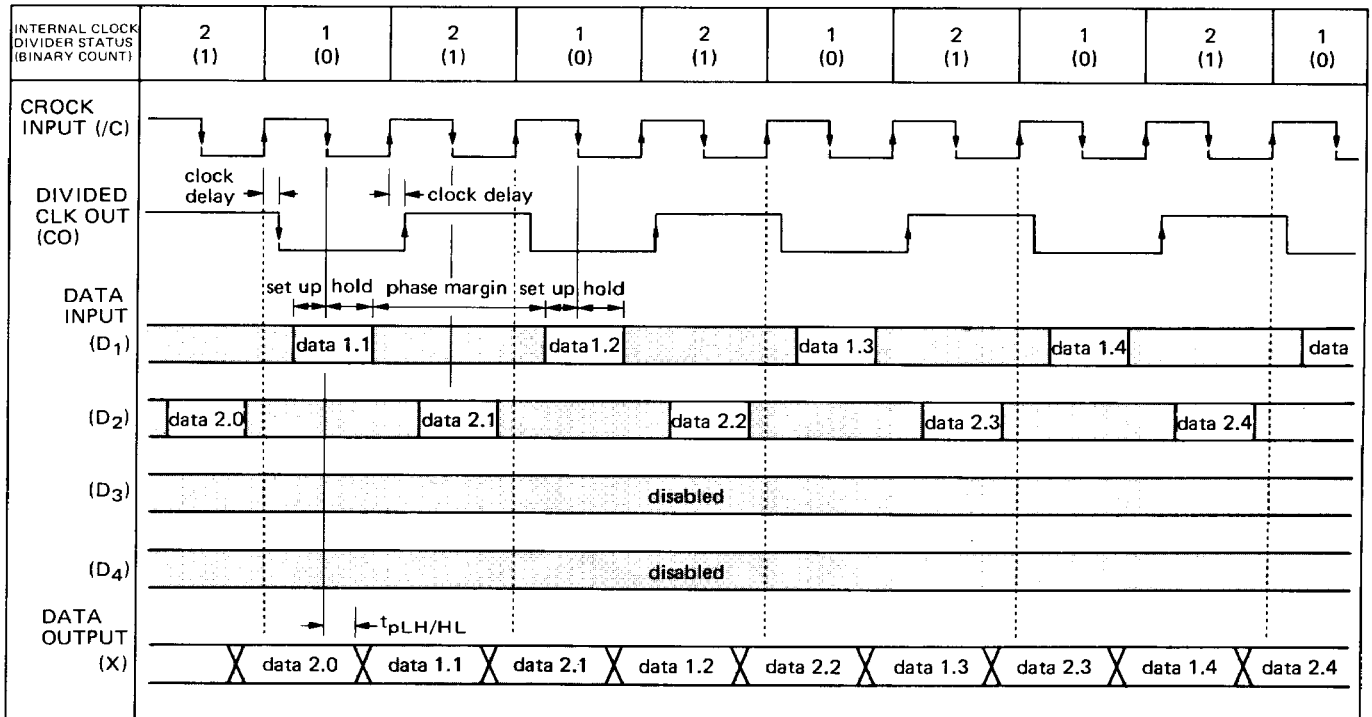 INTERNAL CLOCK
DIVIDER STATUS
(BINARY COUNT)
2 1 2 1 2 1 2 1 2 1
(1) (0) (1) (0) (1) (0) (1) (0) (1) (0)
CROCK
INPUT (/C)
clock
delay
clock delay
DIVIDED
CLK OUT
(CO)
set up hold phase margin set up hold
DATA
INPUT
(D1) data 1.1 data 1.2 data 1.3 data 1.4 data
(D2) data 2.0 data 2.1 data 2.2 data 2.3 data 2.4
(D3) disabled
(D4) disabled
DATA
OUTPUT
tpLH/HL
(X) data 2.0 data 1.1 data 2.1 data 1.2 data 2.2 data 1.3 data 2.3 data 1.4 data 2.4